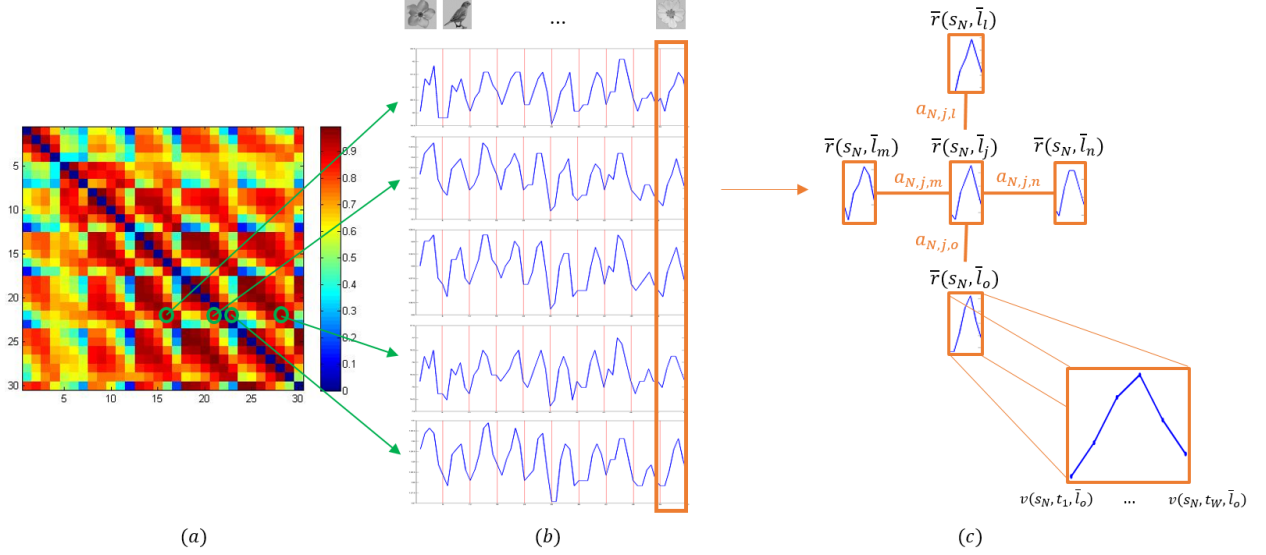 ...
r̅(s_N, l̅_l)
a_{N,j,l}
r̅(s_N, l̅_m)
r̅(s_N, l̅_j)
r̅(s_N, l̅_n)
a_{N,j,m}
a_{N,j,n}
a_{N,j,o}
r̅(s_N, l̅_o)
v(s_N, t_1, l̅_o)
...
v(s_N, t_W, l̅_o)
0.9
0.8
0.7
0.6
0.5
0.4
0.3
0.2
0.1
0
5
10
15
20
25
30
5
10
15
20
25
30
(a)
(b)
(c)